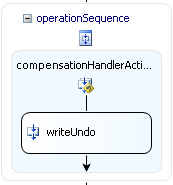 operationSequence
compensationHandlerActi...
writeUndo